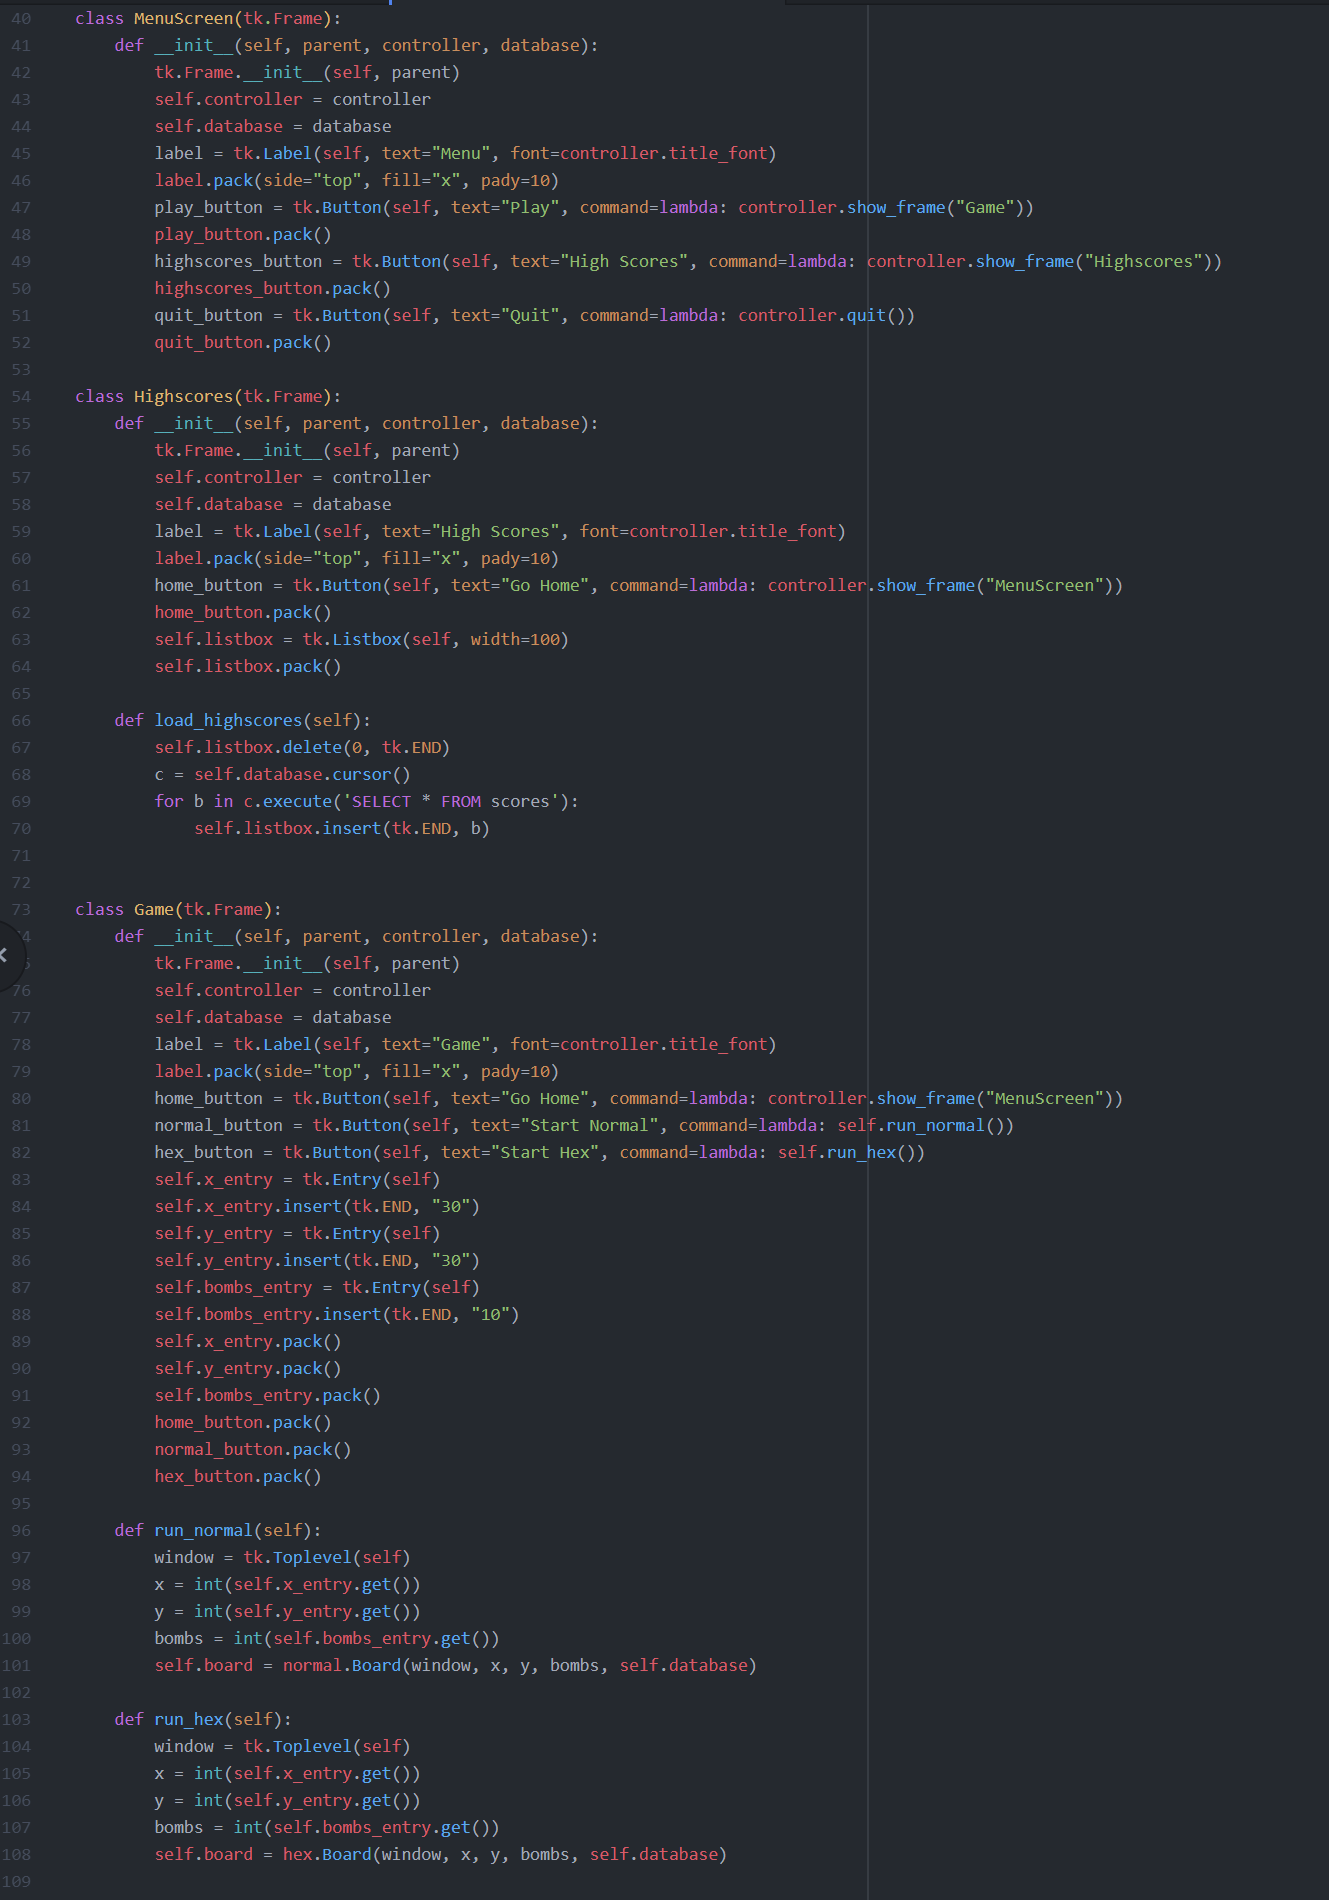 40 class MenuScreen(tk.Frame):
41     def __init__(self, parent, controller, database):
42         tk.Frame.__init__(self, parent)
43         self.controller = controller
44         self.database = database
45         label = tk.Label(self, text="Menu", font=controller.title_font)
46         label.pack(side="top", fill="x", pady=10)
47         play_button = tk.Button(self, text="Play", command=lambda: controller.show_frame("Game"))
48         play_button.pack()
49         highscores_button = tk.Button(self, text="High Scores", command=lambda: controller.show_frame("Highscores"))
50         highscores_button.pack()
51         quit_button = tk.Button(self, text="Quit", command=lambda: controller.quit())
52         quit_button.pack()
53
54 class Highscores(tk.Frame):
55     def __init__(self, parent, controller, database):
56         tk.Frame.__init__(self, parent)
57         self.controller = controller
58         self.database = database
59         label = tk.Label(self, text="High Scores", font=controller.title_font)
60         label.pack(side="top", fill="x", pady=10)
61         home_button = tk.Button(self, text="Go Home", command=lambda: controller.show_frame("MenuScreen"))
62         home_button.pack()
63         self.listbox = tk.Listbox(self, width=100)
64         self.listbox.pack()
65
66     def load_highscores(self):
67         self.listbox.delete(0, tk.END)
68         c = self.database.cursor()
69         for b in c.execute('SELECT * FROM scores'):
70             self.listbox.insert(tk.END, b)
71
72
73 class Game(tk.Frame):
4     def __init__(self, parent, controller, database):
        tk.Frame.__init__(self, parent)
76         self.controller = controller
77         self.database = database
78         label = tk.Label(self, text="Game", font=controller.title_font)
79         label.pack(side="top", fill="x", pady=10)
80         home_button = tk.Button(self, text="Go Home", command=lambda: controller.show_frame("MenuScreen"))
81         normal_button = tk.Button(self, text="Start Normal", command=lambda: self.run_normal())
82         hex_button = tk.Button(self, text="Start Hex", command=lambda: self.run_hex())
83         self.x_entry = tk.Entry(self)
84         self.x_entry.insert(tk.END, "30")
85         self.y_entry = tk.Entry(self)
86         self.y_entry.insert(tk.END, "30")
87         self.bombs_entry = tk.Entry(self)
88         self.bombs_entry.insert(tk.END, "10")
89         self.x_entry.pack()
90         self.y_entry.pack()
91         self.bombs_entry.pack()
92         home_button.pack()
93         normal_button.pack()
94         hex_button.pack()
95
96     def run_normal(self):
97         window = tk.Toplevel(self)
98         x = int(self.x_entry.get())
99         y = int(self.y_entry.get())
100         bombs = int(self.bombs_entry.get())
101         self.board = normal.Board(window, x, y, bombs, self.database)
102
103     def run_hex(self):
104         window = tk.Toplevel(self)
105         x = int(self.x_entry.get())
106         y = int(self.y_entry.get())
107         bombs = int(self.bombs_entry.get())
108         self.board = hex.Board(window, x, y, bombs, self.database)
109